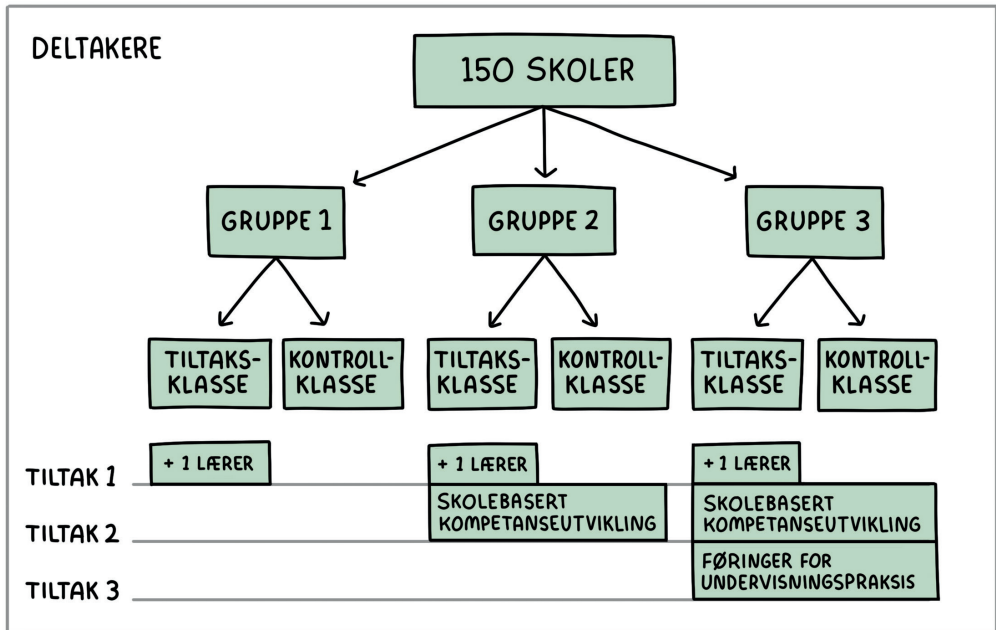 DELTAKERE
150 SKOLER
GRUPPE 1
GRUPPE 2
GRUPPE 3
TILTAKS-
KLASSE
KONTROLL-
KLASSE
TILTAKS-
KLASSE
KONTROLL-
KLASSE
TILTAKS-
KLASSE
KONTROLL-
KLASSE
TILTAK 1
+ 1 LÆRER
+ 1 LÆRER
+ 1 LÆRER
TILTAK 2
SKOLEBASERT
KOMPETANSEUTVIKLING
SKOLEBASERT
KOMPETANSEUTVIKLING
TILTAK 3
FØRINGER FOR
UNDERVISNINGSPRAKSIS